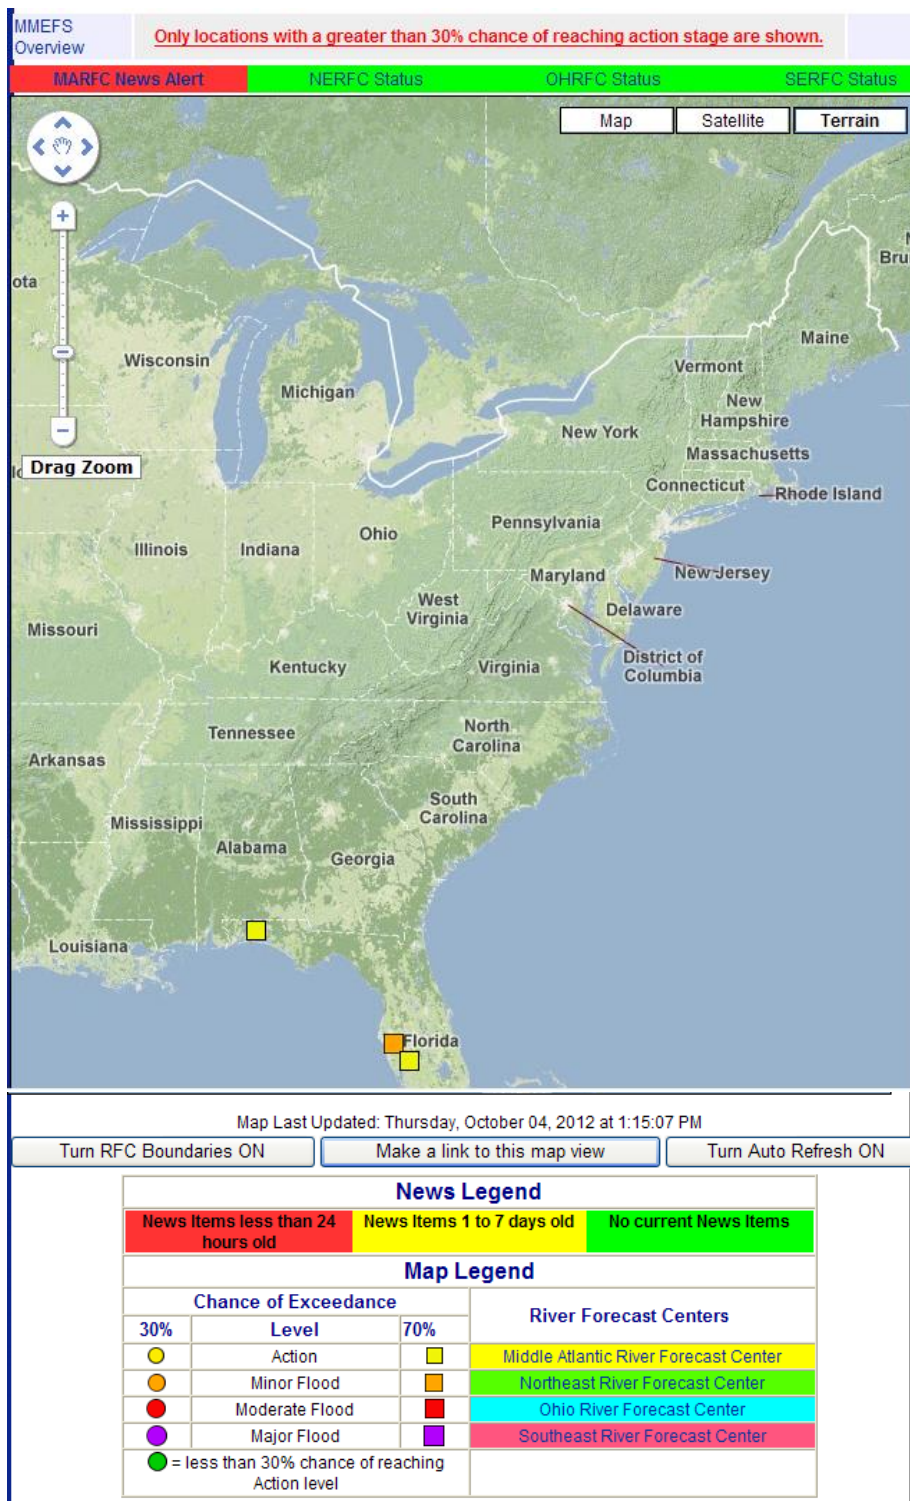 MMEFS
Overview
Only locations with a greater than 30% chance of reaching action stage are shown.
MARFC News Alert
NERFC Status
OHRFC Status
SERFC Status
Map
Satellite
Terrain
Bru
ota
Maine
Wisconsin
Vermont
Michigan
New
Hampshire
New York
Massachusetts
Drag Zoom
Connecticut
Rhode Island
Pennsylvania
Ohio
Illinois
Indiana
New Jersey
Maryland
West
Virginia
Delaware
Missouri
District of
Columbia
Kentucky
Virginia
North
Carolina
Tennessee
Arkansas
South
Carolina
Mississippi
Alabama
Georgia
Louisiana
Florida
Map Last Updated: Thursday, October 04, 2012 at 1:15:07 PM
Turn RFC Boundaries ON
Make a link to this map view
Turn Auto Refresh ON
News Legend
News Items less than 24
hours old
News Items 1 to 7 days old
No current News Items
Map Legend
Chance of Exceedance
River Forecast Centers
30%
Level
70%
Action
Middle Atlantic River Forecast Center
Minor Flood
Northeast River Forecast Center
Moderate Flood
Ohio River Forecast Center
Major Flood
Southeast River Forecast Center
= less than 30% chance of reaching
Action level